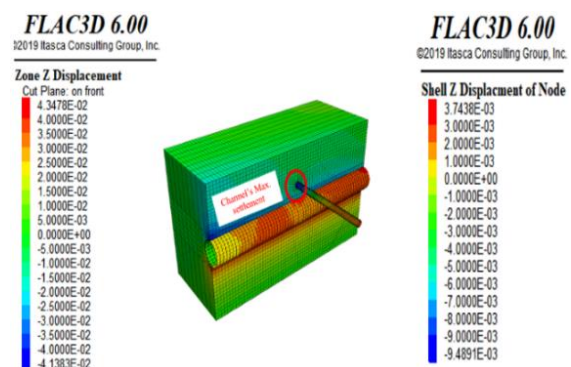 FLAC3D 6.00
©2019 Itasca Consulting Group, Inc.
Zone Z Displacement
Cut Plane: on front
4.3478E-02
4.0000E-02
3.5000E-02
3.0000E-02
2.5000E-02
2.0000E-02
1.5000E-02
1.0000E-02
5.0000E-03
0.0000E+00
-5.0000E-03
-1.0000E-02
-1.5000E-02
-2.0000E-02
-2.5000E-02
-3.0000E-02
-3.5000E-02
-4.0000E-02
-4.1383E-02
Channel's Max.
settlement
FLAC3D 6.00
©2019 Itasca Consulting Group, Inc.
Shell Z Displacment of Node
3.7438E-03
3.0000E-03
2.0000E-03
1.0000E-03
0.0000E+00
-1.0000E-03
-2.0000E-03
-3.0000E-03
-4.0000E-03
-5.0000E-03
-6.0000E-03
-7.0000E-03
-8.0000E-03
-9.0000E-03
-9.4891E-03